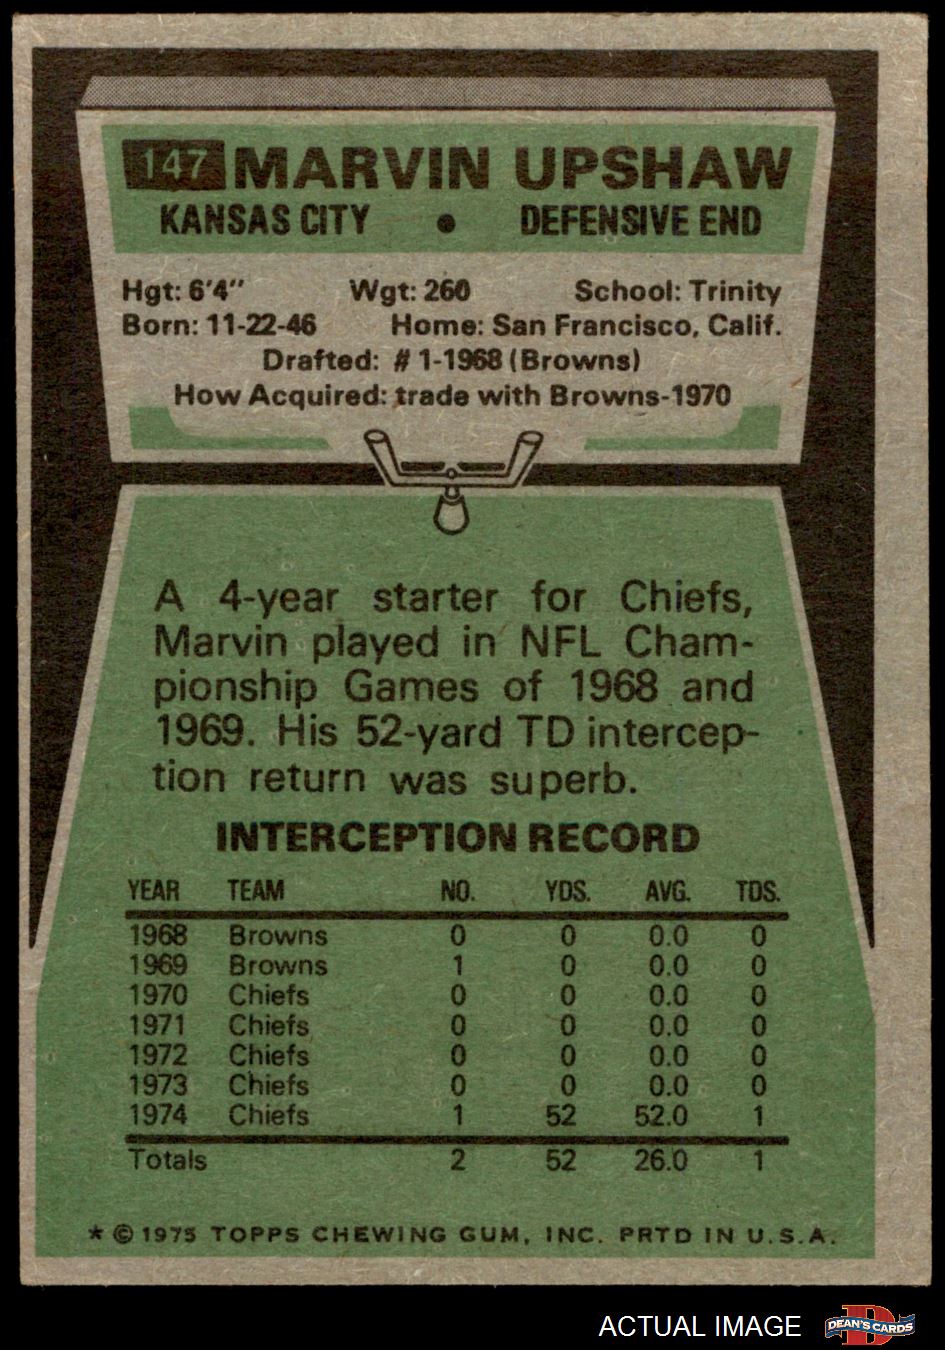 147 MARVIN UPSHAW
KANSAS CITY • DEFENSIVE END
Hgt: 6'4" Wgt: 260 School: Trinity
Born: 11-22-46 Home: San Francisco, Calif.
Drafted: #1-1968 (Browns)
How Acquired: trade with Browns-1970
A 4-year starter for Chiefs,
Marvin played in NFL Cham-
pionship Games of 1968 and
1969. His 52-yard TD intercep-
tion return was superb.
INTERCEPTION RECORD
YEAR TEAM NO. YDS. AVG. TDS.
1968 Browns 0 0 0.0 0
1969 Browns 1 0 0.0 0
1970 Chiefs 0 0 0.0 0
1971 Chiefs 0 0 0.0 0
1972 Chiefs 0 0 0.0 0
1973 Chiefs 0 0 0.0 0
1974 Chiefs 1 52 52.0 1
Totals 2 52 26.0 1
* © 1975 TOPPS CHEWING GUM, INC. PRTD IN U.S.A.
ACTUAL IMAGE D DEAN'S CARDS